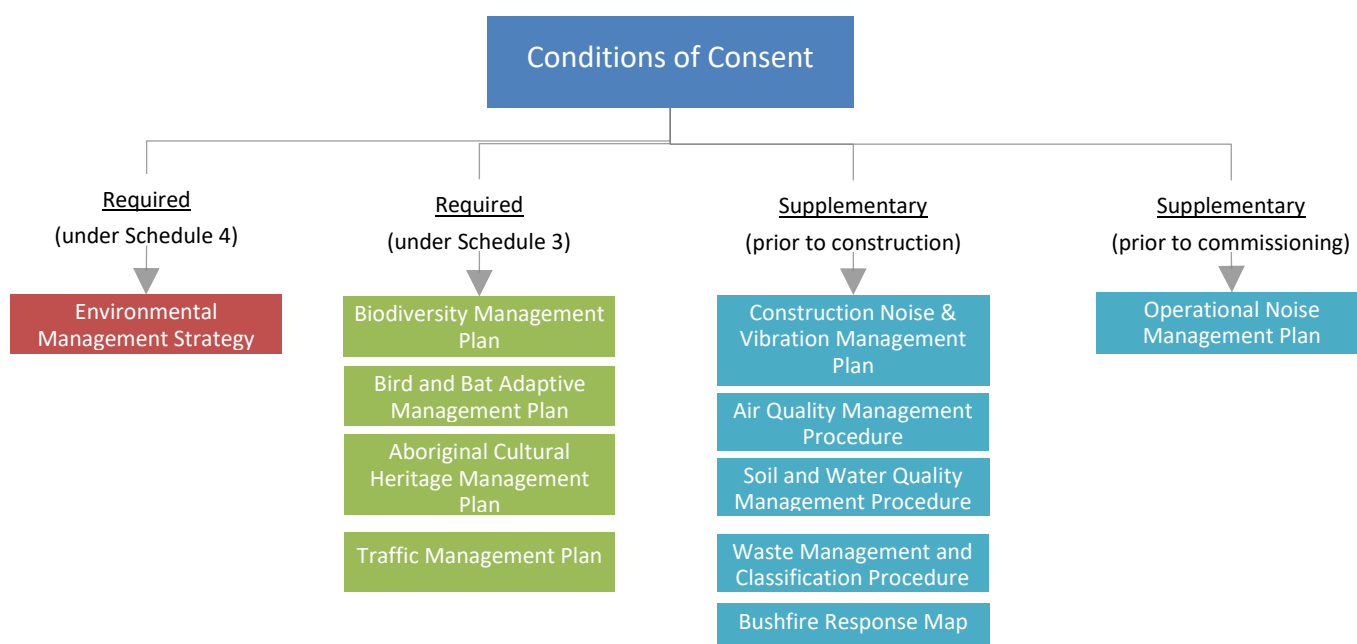 Conditions of Consent
Required
(under Schedule 4)
Environmental
Management Strategy
Required
(under Schedule 3)
Biodiversity Management
Plan
Bird and Bat Adaptive
Management Plan
Aboriginal Cultural
Heritage Management
Plan
Traffic Management Plan
Supplementary
(prior to construction)
Construction Noise &
Vibration Management
Plan
Air Quality Management
Procedure
Soil and Water Quality
Management Procedure
Waste Management and
Classification Procedure
Bushfire Response Map
Supplementary
(prior to commissioning)
Operational Noise
Management Plan